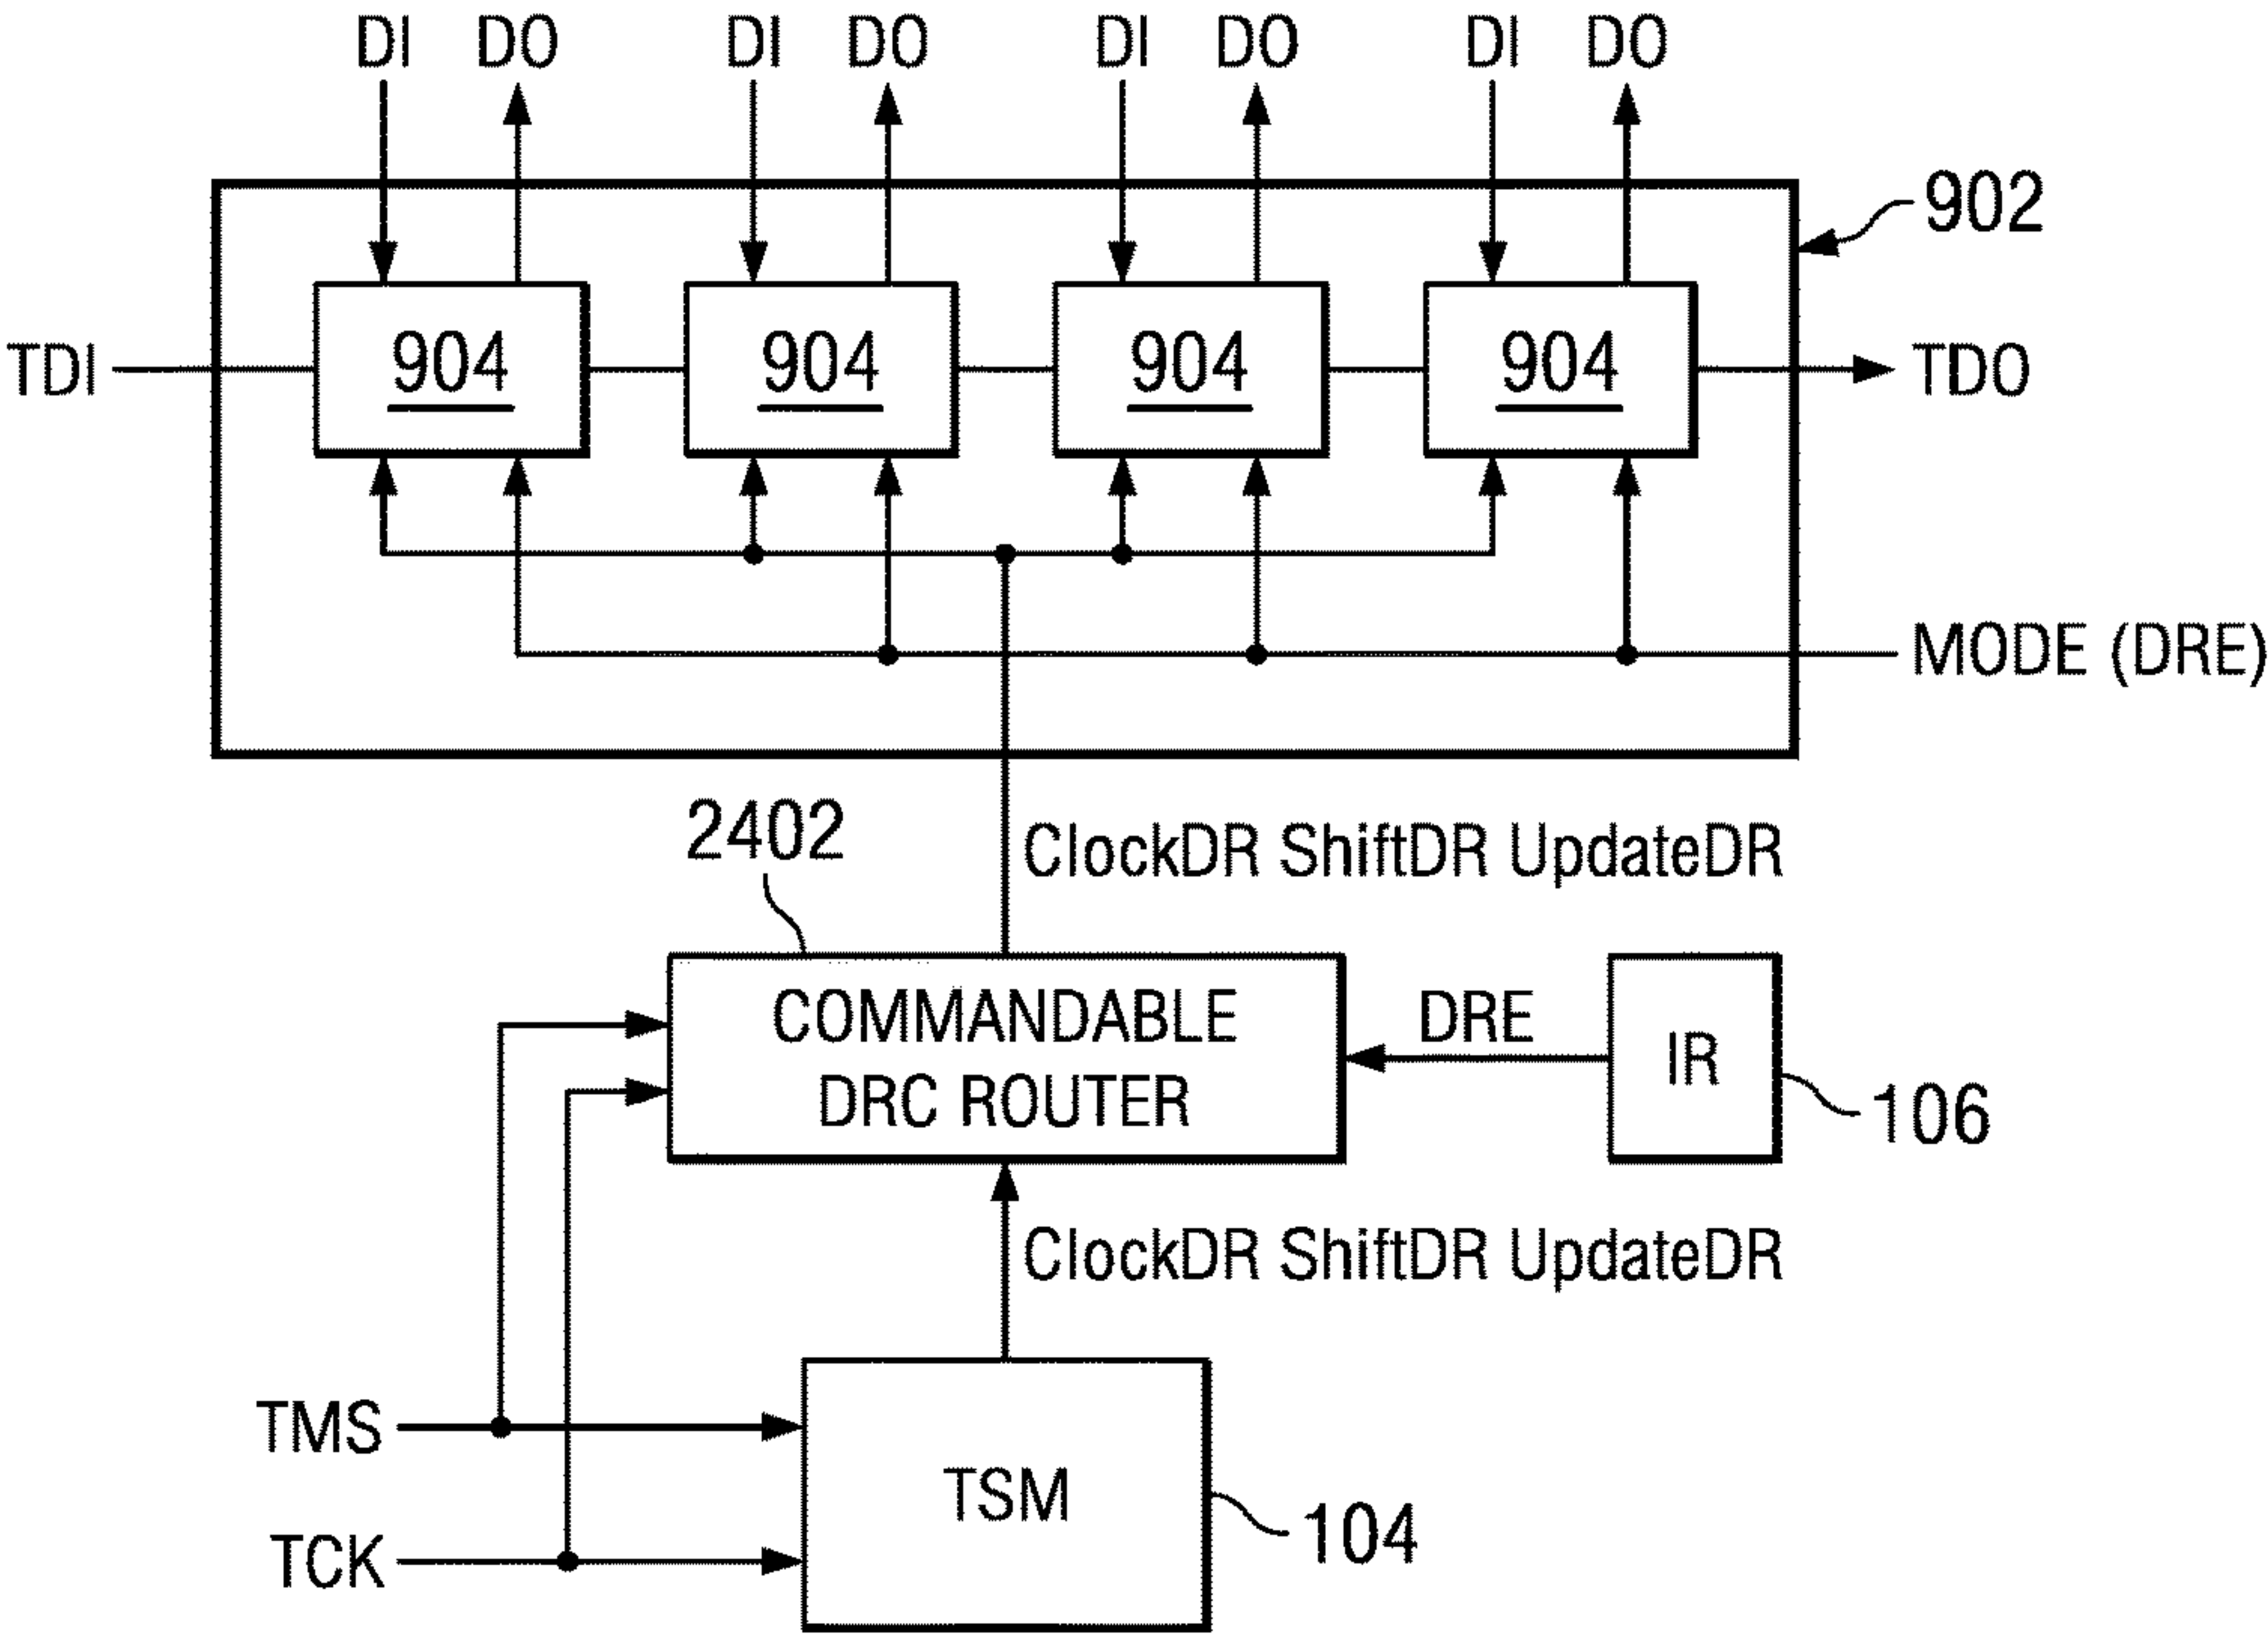 DI DO DI DO DI DO DI DO
902
TDI 904 904 904 904 TDO
MODE (DRE)
2402
ClockDR ShiftDR UpdateDR
COMMANDABLE
DRC ROUTER
DRE
IR
106
ClockDR ShiftDR UpdateDR
TMS
TSM
TCK
104